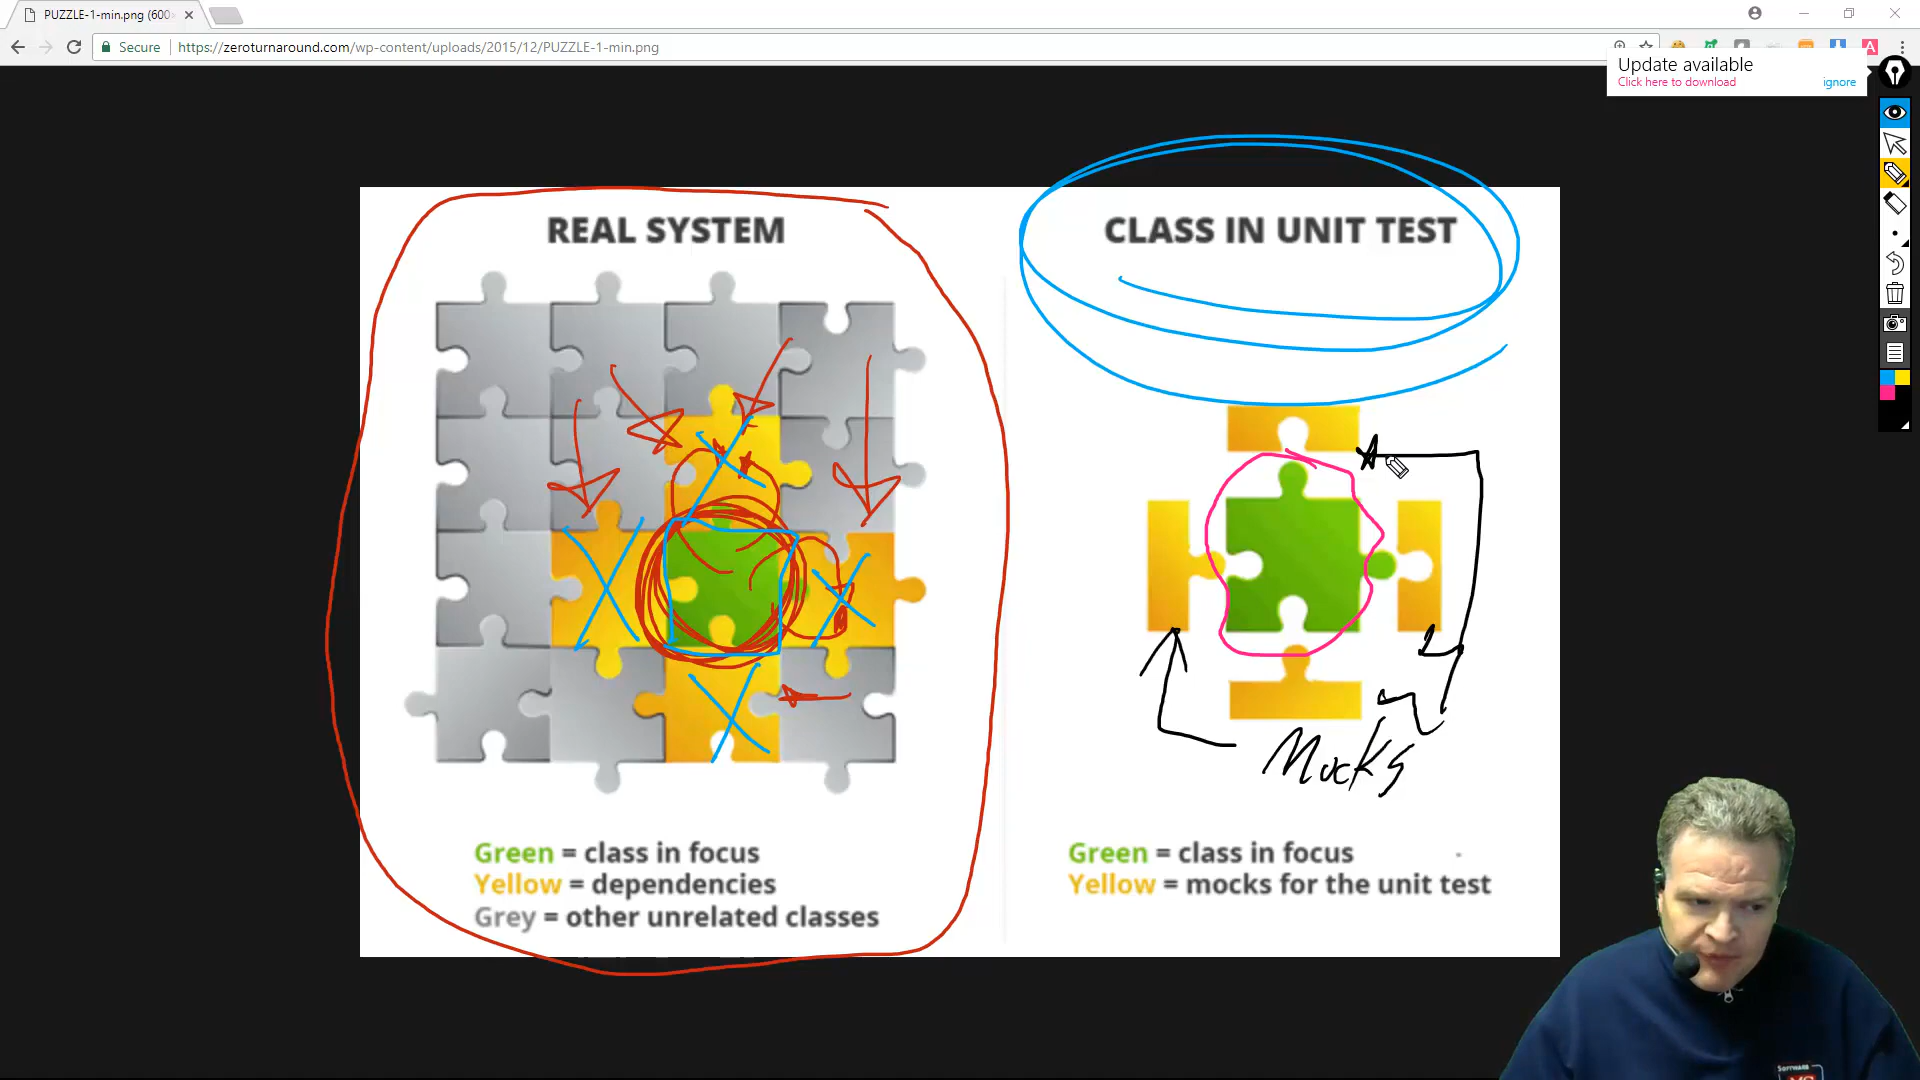 PUZZLE-1-min.png (600×
Secure
https://zeroturnaround.com/wp-content/uploads/2015/12/PUZZLE-1-min.png
Update available
Click here to download
ignore
REAL SYSTEM
Green = class in focus
Yellow = dependencies
Grey = other unrelated classes
CLASS IN UNIT TEST
Mocks
Green = class in focus
Yellow = mocks for the unit test
A